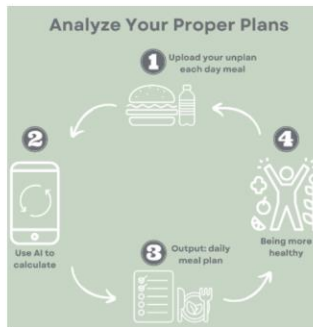 Analyze Your Proper Plans
1
Upload your unplan
each day meal
2
Use AI to
calculate
3
Output: daily
meal plan
4
Being more
healthy